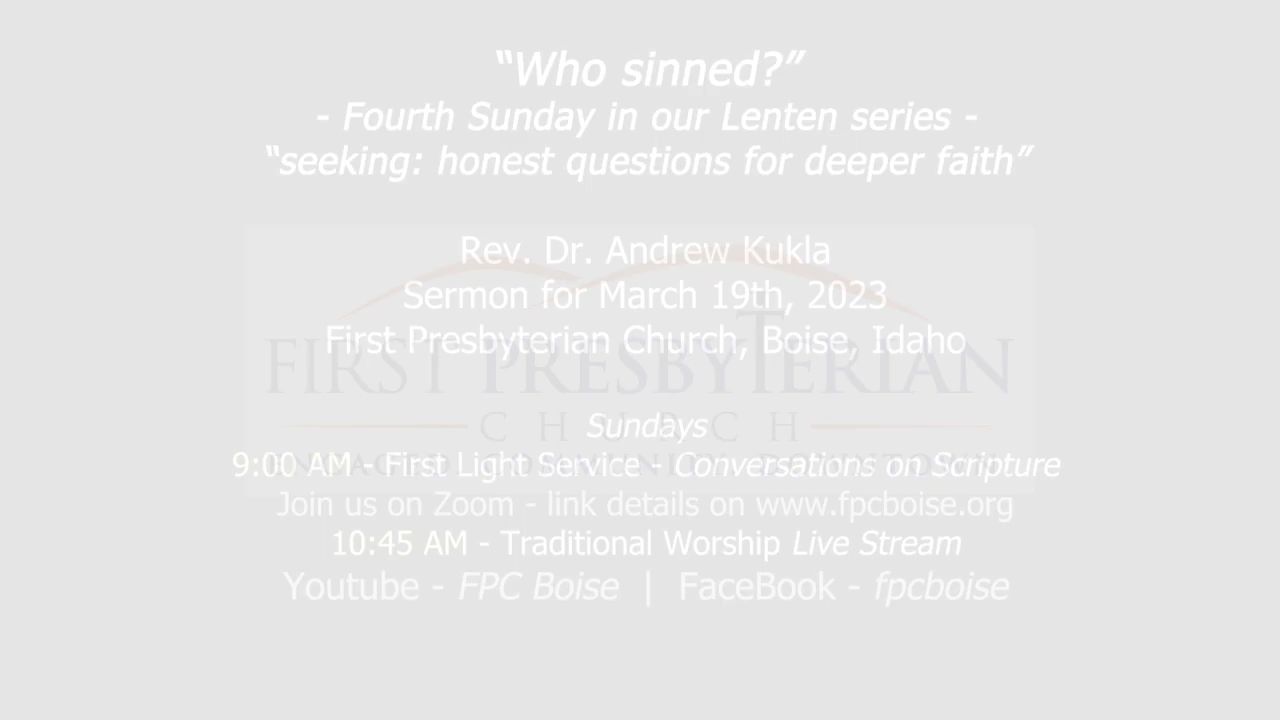 “Who sinned?”
- Fourth Sunday in our Lenten series -
“seeking: honest questions for deeper faith”
Rev. Dr. Andrew Kukla
Sermon for March 19th, 2023
First Presbyterian Church, Boise, Idaho
FIRST PRESBYTERIAN
CHURCH
Sundays
9:00 AM - First Light Service - Conversations on Scripture
Join us on Zoom - link details on www.fpcboise.org
10:45 AM - Traditional Worship Live Stream
Youtube - FPC Boise | FaceBook - fpcboise